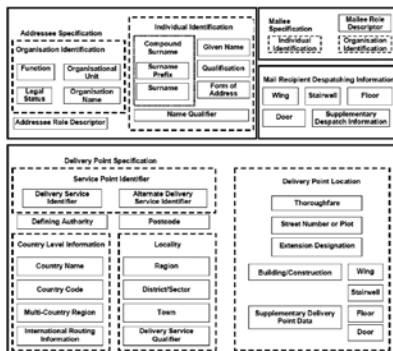 Addressee Specification
Organisation Identification
Function
Organisational Unit
Legal Status
Organisation Name
Addressee Role Descriptor
Individual Identification
Compound Surname
Surname Prefix
Surname
Given Name
Qualification
Form of Address
Name Qualifier
Mailee Specification
Mailee Role Descriptor
Individual Identification
Organisation Identification
Mail Recipient Despatching Information
Wing
Stairwell
Floor
Door
Supplementary Despatch Information
Delivery Point Specification
Service Point Identifier
Delivery Service Identifier
Alternate Delivery Service Identifier
Defining Authority
Postcode
Country Level Information
Country Name
Country Code
Multi-Country Region
International Routing Information
Locality
Region
District/Sector
Town
Delivery Service Qualifier
Delivery Point Location
Thoroughfare
Street Number or Plot
Extension Designation
Building/Construction
Wing
Stairwell
Supplementary Delivery Point Data
Floor
Door